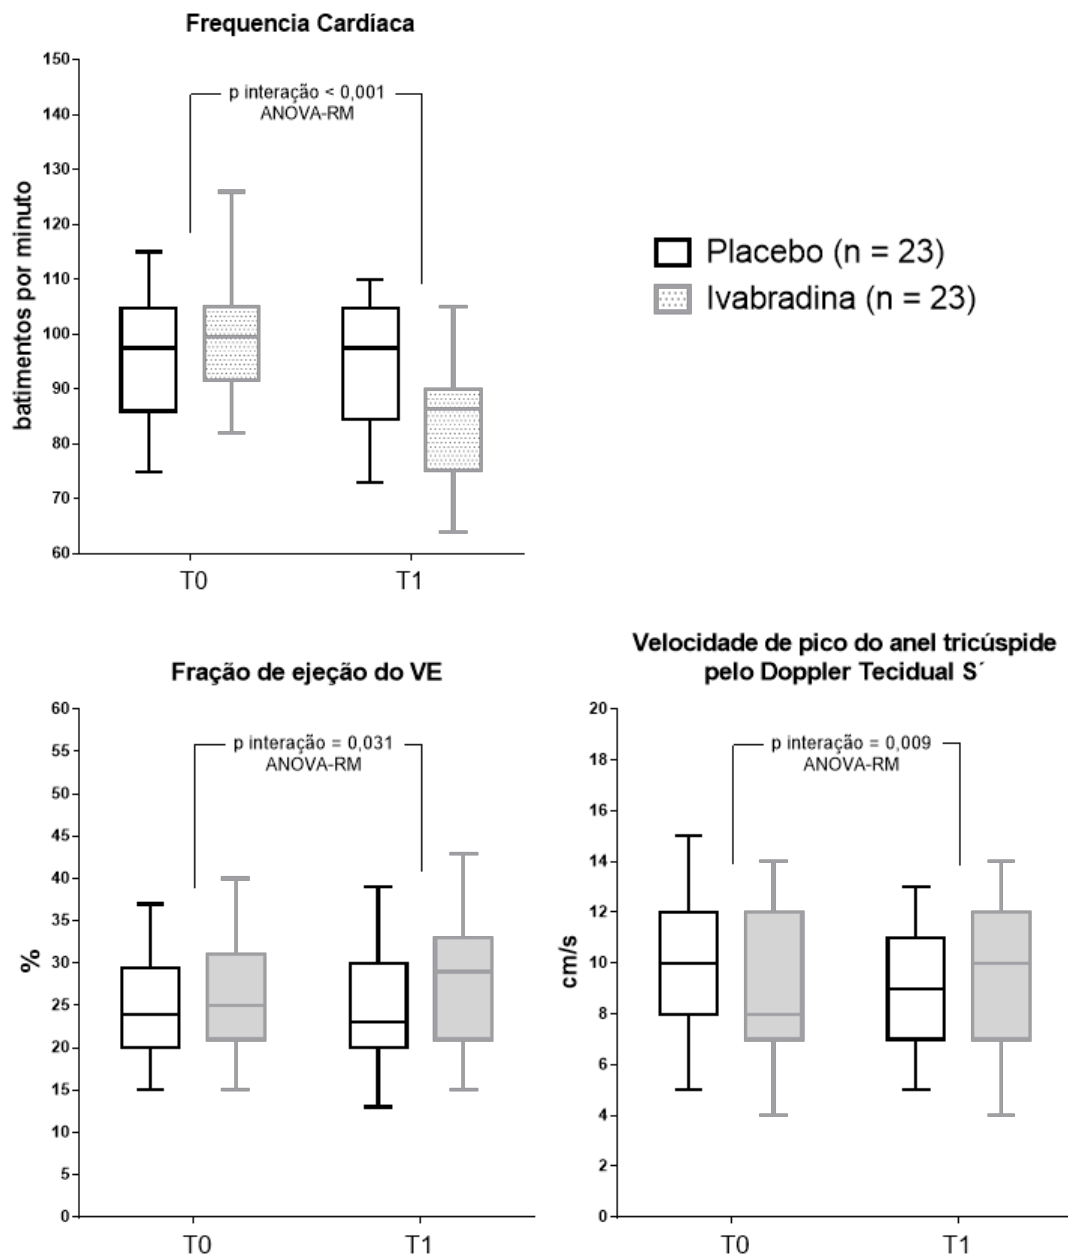 Frequencia Cardíaca
batimentos por minuto
150
140
130
120
110
100
90
80
70
60
p interação < 0,001
ANOVA-RM
T0
T1
Placebo (n = 23)
Ivabradina (n = 23)
Fração de ejeção do VE
%
60
55
50
45
40
35
30
25
20
15
10
5
0
p interação = 0,031
ANOVA-RM
T0
T1
Velocidade de pico do anel tricúspide
pelo Doppler Tecidual S´
cm/s
20
18
16
14
12
10
8
6
4
2
0
p interação = 0,009
ANOVA-RM
T0
T1